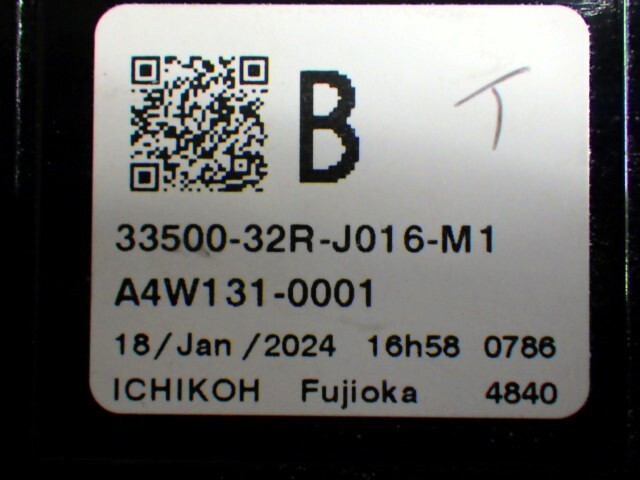 B T
33500-32R-J016-M1
A4W131-0001
18/Jan/2024 16h58 0786
ICHIKOH Fujioka 4840